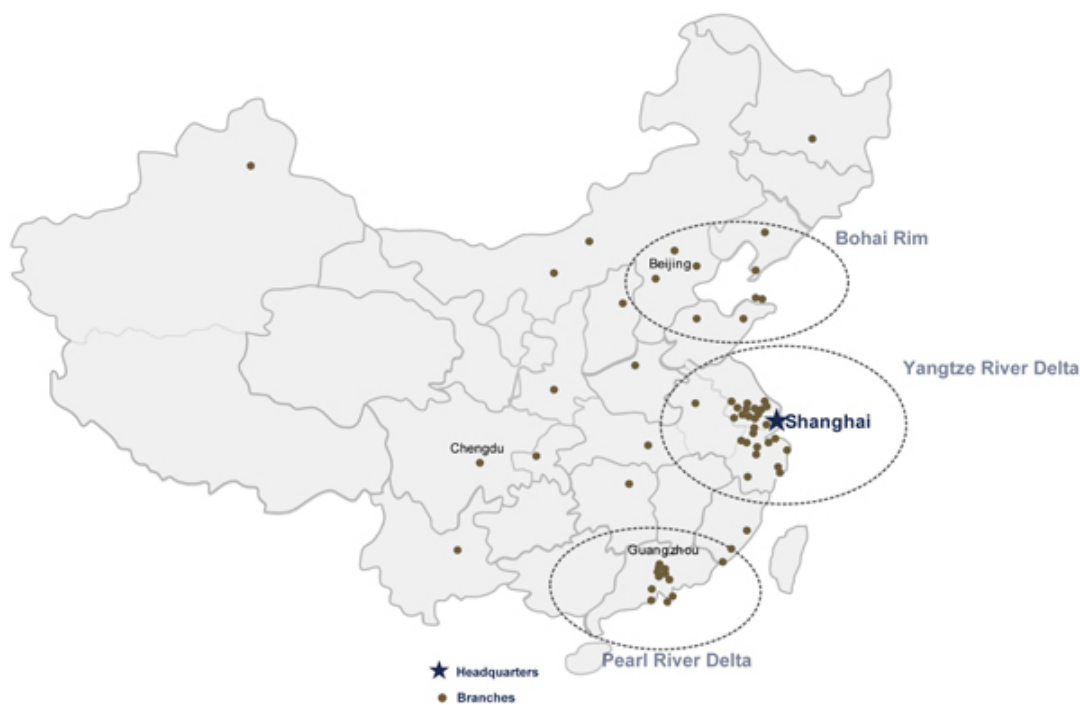 Bohai Rim
Beijing
Yangtze River Delta
Shanghai
Chengdu
Guangzhou
Pearl River Delta
Headquarters
Branches